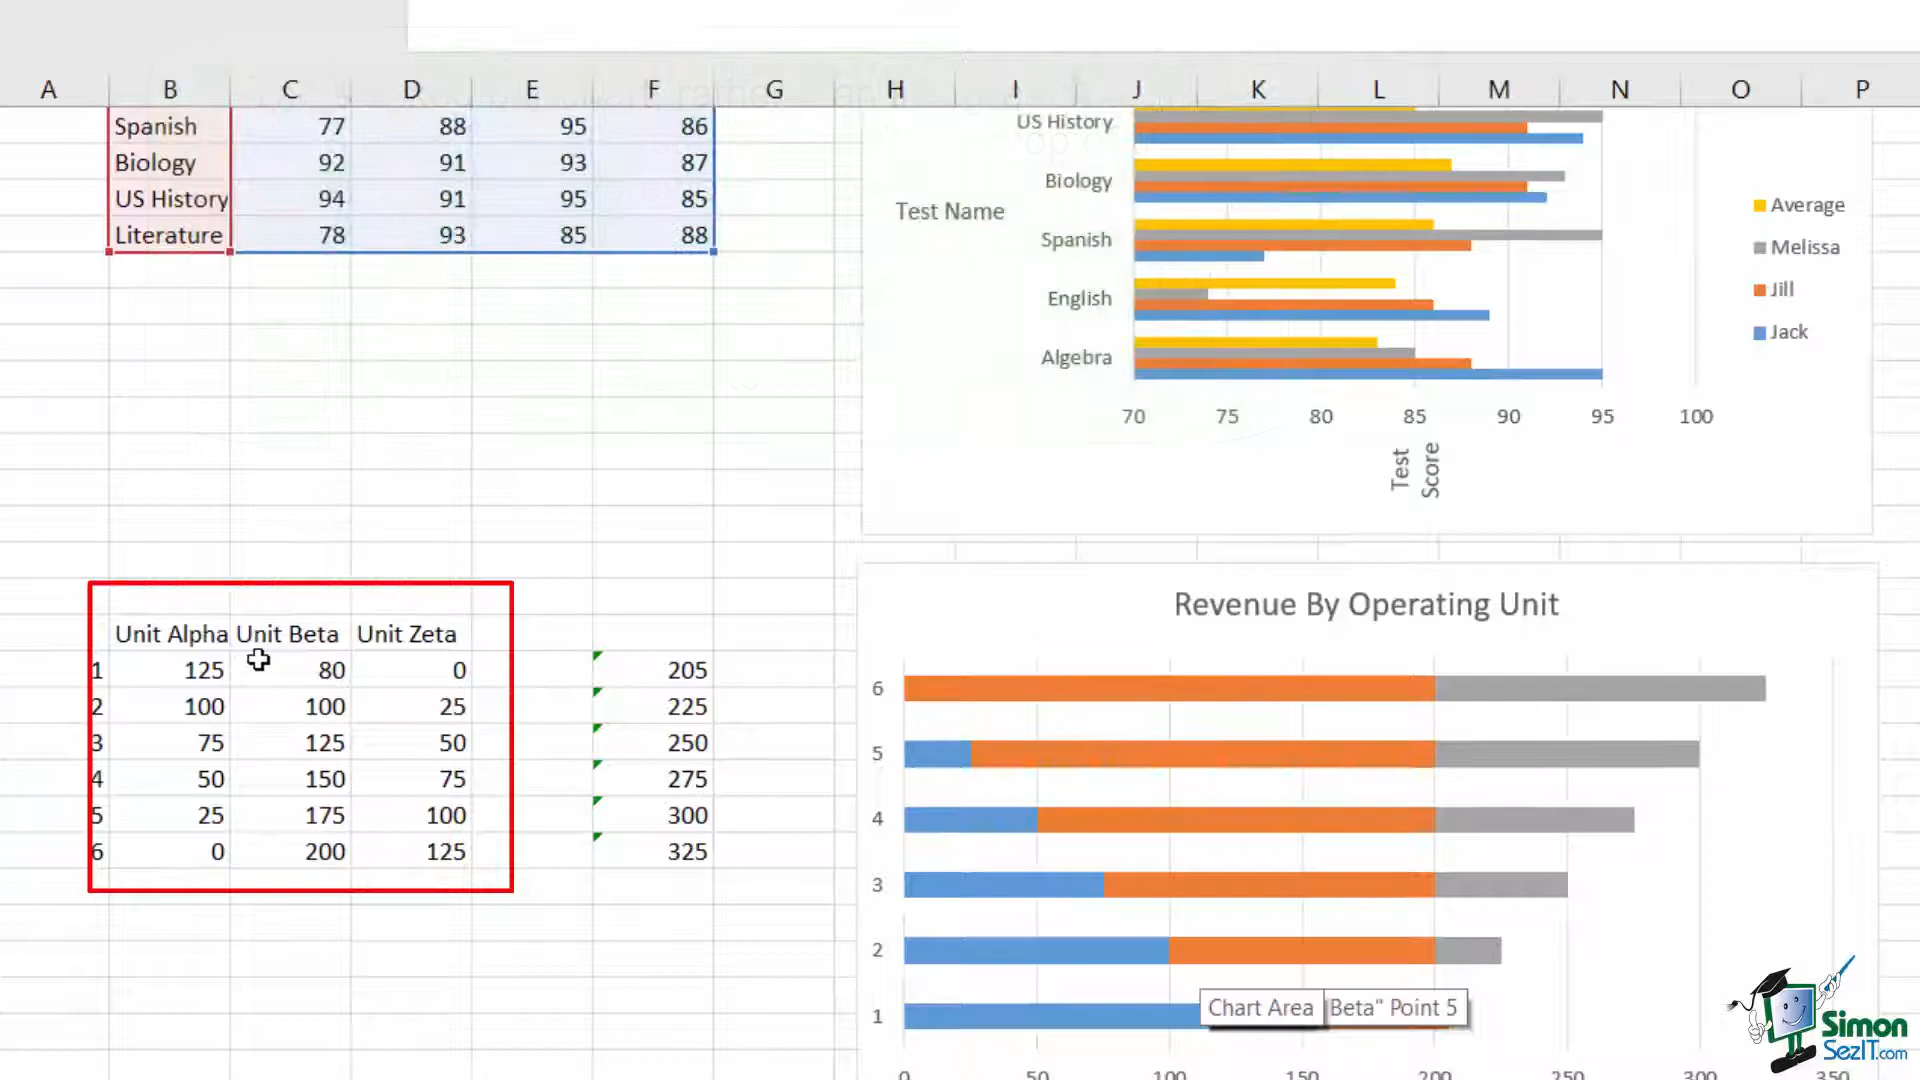 A B C D E F G H I J K L M N O P
Spanish 77 88 95 86
Biology 92 91 93 87
US History 94 91 95 85
Literature 78 93 85 88
US History
Biology
Spanish
English
Algebra
Test Name
70 75 80 85 90 95 100
Test
Score
Average
Melissa
Jill
Jack
Unit Alpha Unit Beta Unit Zeta
1 125 80 0 205
2 100 100 25 225
3 75 125 50 250
4 50 150 75 275
5 25 175 100 300
6 0 200 125 325
Revenue By Operating Unit
6
5
4
3
2
1
Chart Area Beta" Point 5
0 50 100 150 200 250 300 350
Simon
SezIT.com